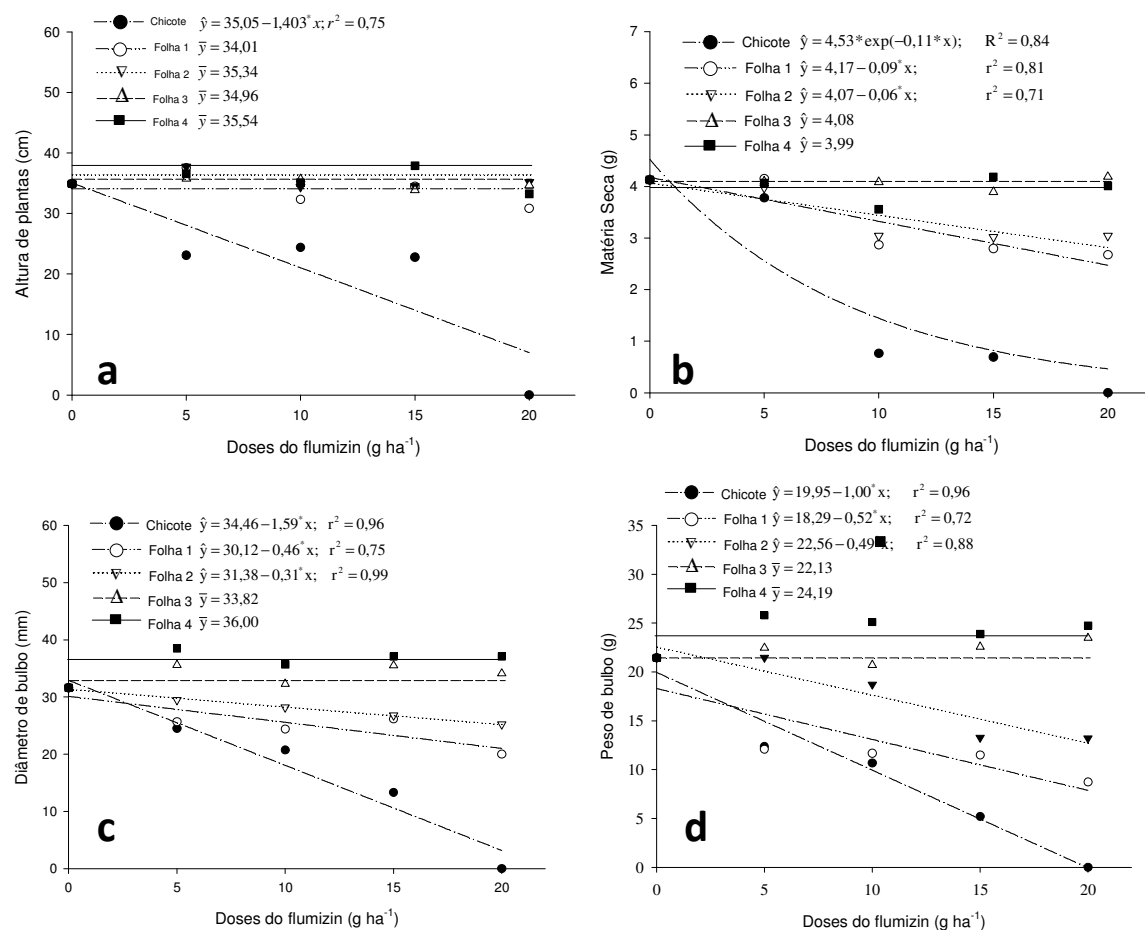 Chicote ŷ = 35,05−1,403* x; r² = 0,75
Folha 1 ȳ = 34,01
Folha 2 ȳ = 35,34
Folha 3 ȳ = 34,96
Folha 4 ȳ = 35,54
Altura de plantas (cm)
50
40
30
20
10
0
a
0 5 10 15 20
Doses do flumizin (g ha⁻¹)
Chicote ŷ = 4,53*exp(−0,11*x); R² = 0,84
Folha 1 ŷ = 4,17−0,09*x; r² = 0,81
Folha 2 ŷ = 4,07−0,06*x; r² = 0,71
Folha 3 ŷ = 4,08
Folha 4 ŷ = 3,99
Matéria Seca (g)
7
6
5
4
3
2
1
0
b
0 5 10 15 20
Doses do flumizin (g ha⁻¹)
Chicote ŷ = 34,46−1,59*x; r² = 0,96
Folha 1 ŷ = 30,12−0,46*x; r² = 0,75
Folha 2 ŷ = 31,38−0,31*x; r² = 0,99
Folha 3 ȳ = 33,82
Folha 4 ȳ = 36,00
Diámetro de bulbo (mm)
60
50
40
30
20
10
0
c
0 5 10 15 20
Doses do flumizin (g ha⁻¹)
Chicote ŷ = 19,95−1,00*x; r² = 0,96
Folha 1 ŷ = 18,29−0,52*x; r² = 0,72
Folha 2 ŷ = 22,56−0,49*x; r² = 0,88
Folha 3 ȳ = 22,13
Folha 4 ȳ = 24,19
Peso de bulbo (g)
35
30
25
20
15
10
5
0
d
0 5 10 15 20
Doses do flumizin (g ha⁻¹)